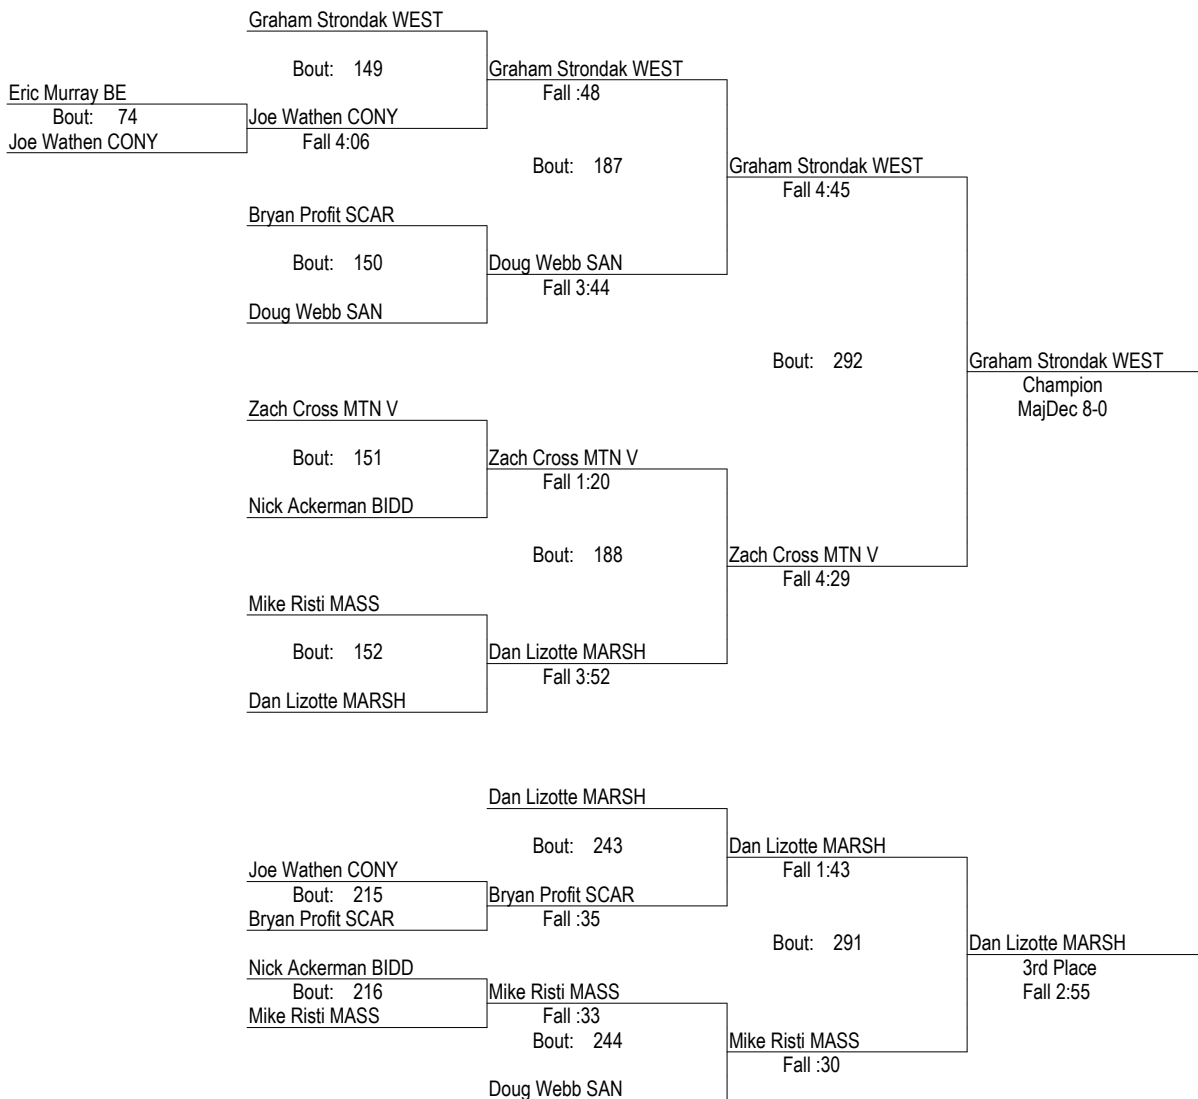 Graham Strondak WEST
Bout: 149
Graham Strondak WEST
Fall :48
Eric Murray BE
Bout: 74
Joe Wathen CONY
Joe Wathen CONY
Fall 4:06
Bout: 187
Graham Strondak WEST
Fall 4:45
Bryan Profit SCAR
Bout: 150
Doug Webb SAN
Fall 3:44
Doug Webb SAN
Bout: 292
Graham Strondak WEST
Champion
MajDec 8-0
Zach Cross MTN V
Bout: 151
Zach Cross MTN V
Fall 1:20
Nick Ackerman BIDD
Bout: 188
Zach Cross MTN V
Fall 4:29
Mike Risti MASS
Bout: 152
Dan Lizotte MARSH
Fall 3:52
Dan Lizotte MARSH
Dan Lizotte MARSH
Bout: 243
Dan Lizotte MARSH
Fall 1:43
Joe Wathen CONY
Bout: 215
Bryan Profit SCAR
Bryan Profit SCAR
Fall :35
Bout: 291
Dan Lizotte MARSH
3rd Place
Fall 2:55
Nick Ackerman BIDD
Bout: 216
Mike Risti MASS
Mike Risti MASS
Fall :33
Bout: 244
Mike Risti MASS
Fall :30
Doug Webb SAN